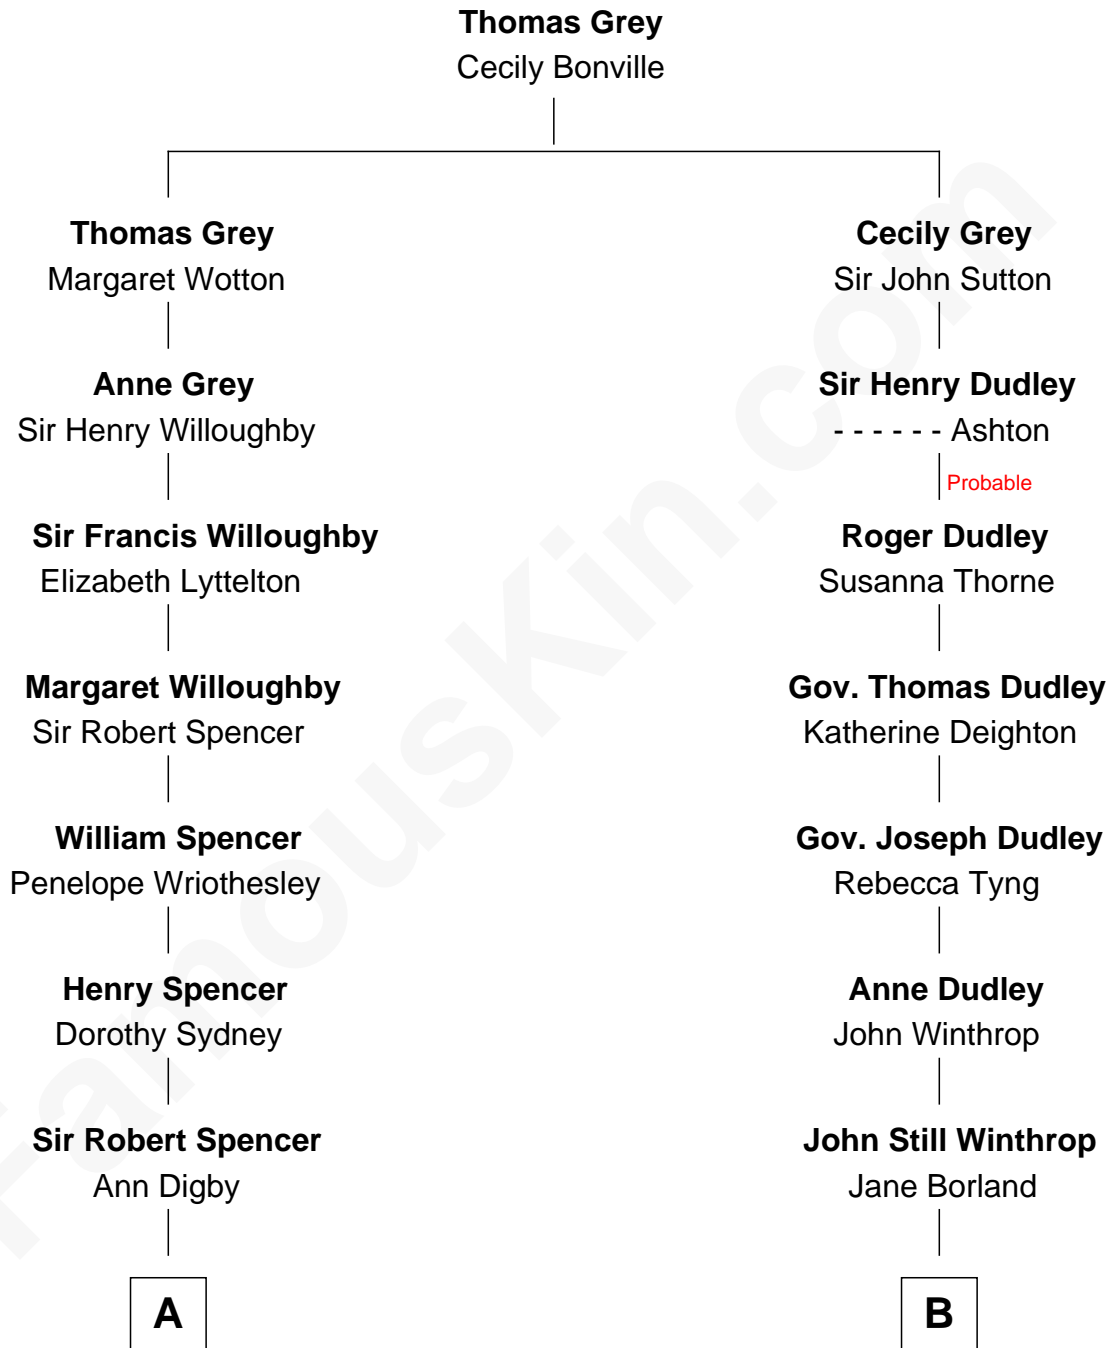 Thomas Grey
Cecily Bonville
Thomas Grey
Margaret Wotton
Anne Grey
Sir Henry Willoughby
Sir Francis Willoughby
Elizabeth Lyttelton
Margaret Willoughby
Sir Robert Spencer
William Spencer
Penelope Wriothesley
Henry Spencer
Dorothy Sydney
Sir Robert Spencer
Ann Digby
A
Cecily Grey
Sir John Sutton
Sir Henry Dudley
- - - - - - Ashton
Probable
Roger Dudley
Susanna Thorne
Gov. Thomas Dudley
Katherine Deighton
Gov. Joseph Dudley
Rebecca Tyng
Anne Dudley
John Winthrop
John Still Winthrop
Jane Borland
B
FamousKin.com